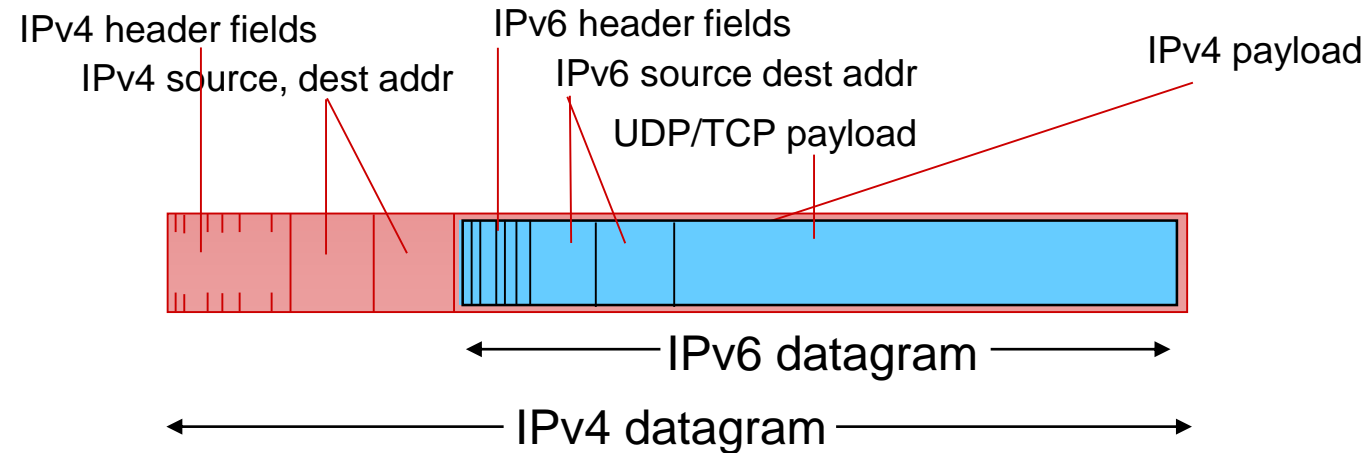 IPv4 header fields
IPv6 header fields
IPv4 payload
IPv4 source, dest addr
IPv6 source dest addr
UDP/TCP payload
IPv6 datagram
IPv4 datagram